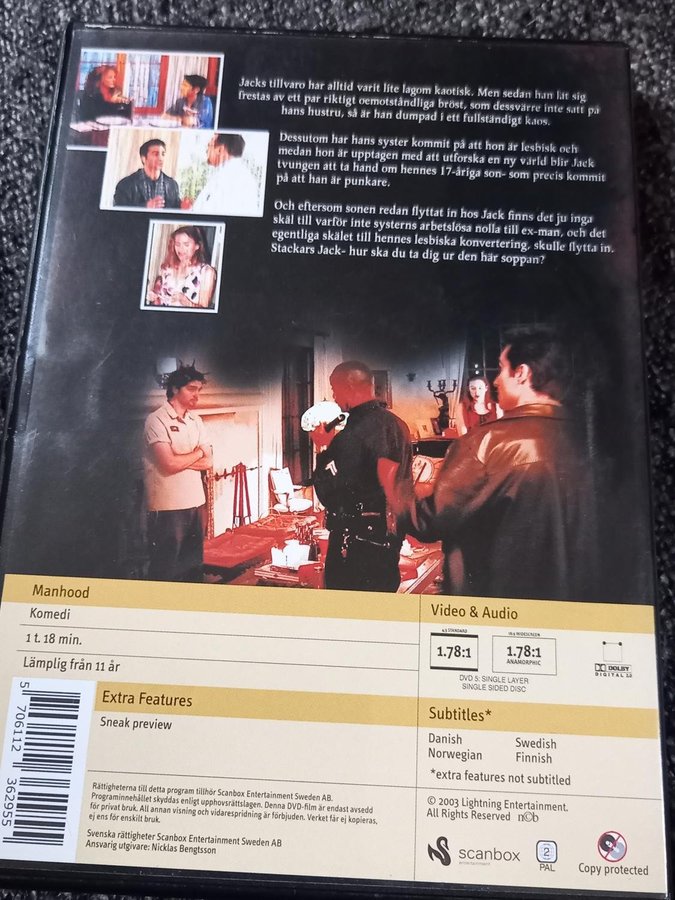 Jacks tillvaro har alltid varit lite lagom kaotisk. Men sedan han låt sig
frestas av ett par riktigt oemotståndliga bröst, som dessvärre inte satt på
hans hustru, så är han dumpad i ett fullständigt kaos.
Dessutom har hans syster kommit på att hon är lesbisk och
medan hon är upptagen med att utforska en ny värld blir Jack
tvungen att ta hand om hennes 17-åriga son- som precis kommit
på att han är punkare.
Och eftersom sonen redan flyttat in hos Jack finns det ju inga
skäl till varför inte systerns arbetslösa nolla till ex-man, och det
egentliga skälet till hennes lesbiska konvertering, skulle flytta in.
Stackars Jack- hur ska du ta dig ur den här soppan?
Manhood
Komedi
1 t. 18 min.
Lämplig från 11 år
Extra Features
Sneak preview
Video & Audio
4:3 STANDARD
1.78:1
16:9 WIDESCREEN
1.78:1
ANAMORPHIC
DOLBY
DIGITAL 2.0
DVD 5: SINGLE LAYER
SINGLE SIDED DISC
Subtitles*
Danish Swedish
Norwegian Finnish
*extra features not subtitled
Rättigheterna till detta program tillhör Scanbox Entertainment Sweden AB.
Programinnehållet skyddas enligt upphovsrättslagen. Denna DVD-film är endast avsedd
för privat bruk. All annan visning och vidarespridning är förbjuden. Verket får ej kopieras,
ej ens för enskilt bruk.
Svenska rättigheter Scanbox Entertainment Sweden AB
Ansvarig utgivare: Nicklas Bengtsson
© 2003 Lightning Entertainment.
All Rights Reserved n©b
scanbox
entertainment
2
PAL
Copy protected
5 706112 362955